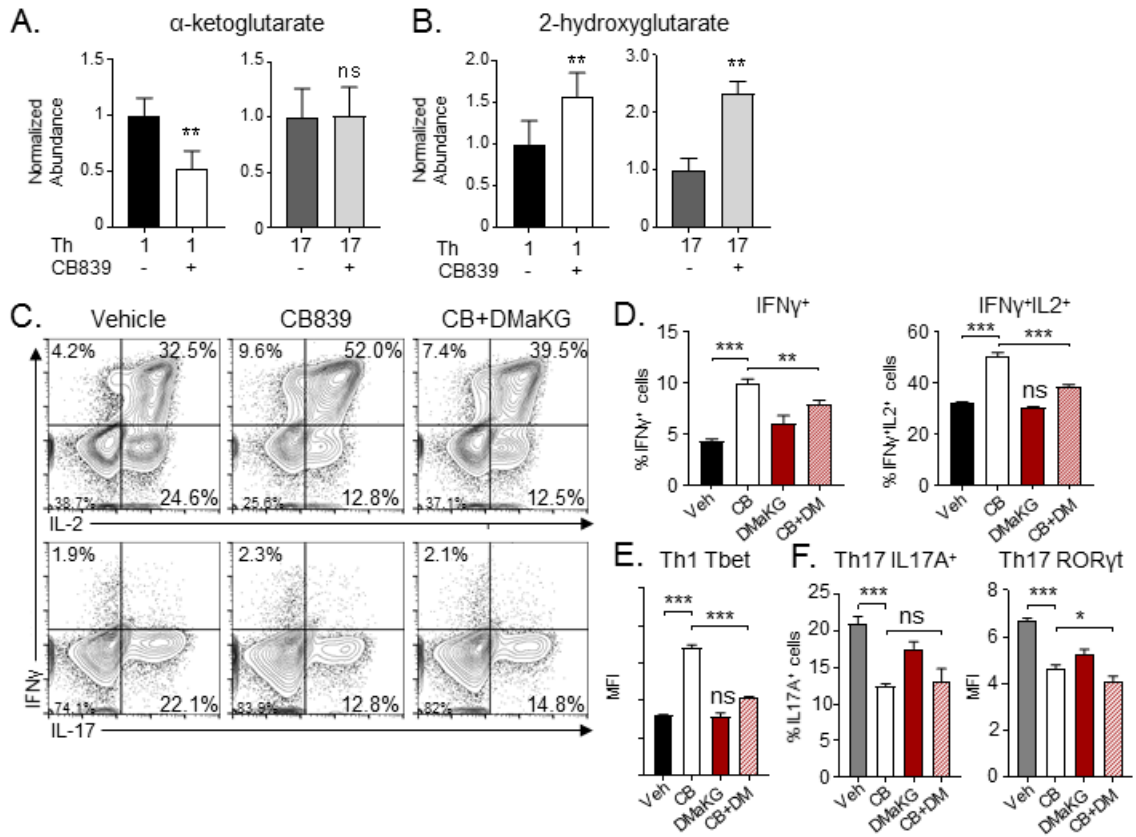 A.
α-ketoglutarate
Normalized
Abundance
1.5
1
0.5
0
1.5
1.0
0.5
0
**
ns
Th 1 1 17 17
CB839 - + - +
B.
2-hydroxyglutarate
Normalized
Abundance
2.0
1.5
1.0
0.5
0
3.0
2.0
1.0
0
**
**
Th 1 1 17 17
CB839 - + - +
C.
Vehicle CB839 CB+DMaKG
4.2% 32.5% 9.6% 52.0% 7.4% 39.5%
38.7% 24.6% 25.6% 12.8% 37.1% 12.5%
IL-2
1.9% 2.3% 2.1%
74.1% 22.1% 83.9% 12.8% 82% 14.8%
IFNγ
IL-17
D.
IFNγ⁺
% IFNγ⁺ cells
15
10
5
0
*** **
Veh CB DMaKG CB+DM
IFNγ⁺IL2⁺
% IFNγ⁺IL2⁺ cells
60
40
20
0
*** ***
ns
Veh CB DMaKG CB+DM
E.
Th1 Tbet
MFI
*** ***
ns
Veh CB DMaKG CB+DM
F.
Th17 IL17A⁺
% IL17A⁺ cells
25
20
15
10
5
0
*** ns
Veh CB DMaKG CB+DM
Th17 RORγt
MFI
8
6
4
2
0
*** *
Veh CB DMaKG CB+DM